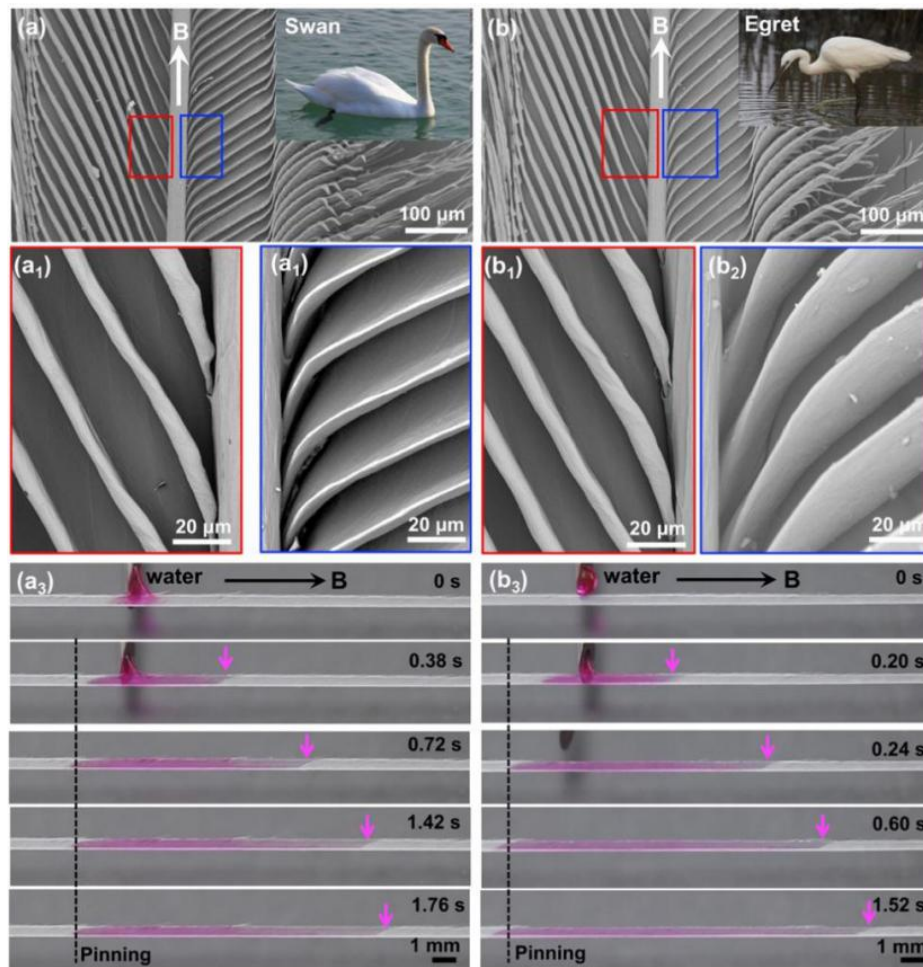 (a)
B
Swan
100 μm
(b)
B
Egret
100 μm
(a₁)
20 μm
(a₁)
20 μm
(b₁)
20 μm
(b₂)
20 μm
(a₃)
water
B
0 s
0.38 s
0.72 s
1.42 s
1.76 s
1 mm
Pinning
(b₃)
water
B
0 s
0.20 s
0.24 s
0.60 s
1.52 s
1 mm
Pinning